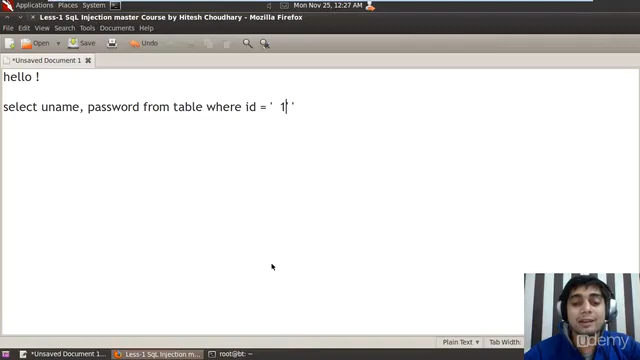 Applications Places System
Mon Nov 25, 12:27 AM
Less-1 SqL Injection master Course by Hitesh Choudhary - Mozilla Firefox
File Edit View Search Tools Documents Help
Open Save Undo
*Unsaved Document 1
hello !
select uname, password from table where id = ' 1' '
Plain Text Tab Width:
udemy
*Unsaved Document 1... Less-1 SqL Injection m... root@bt: ~